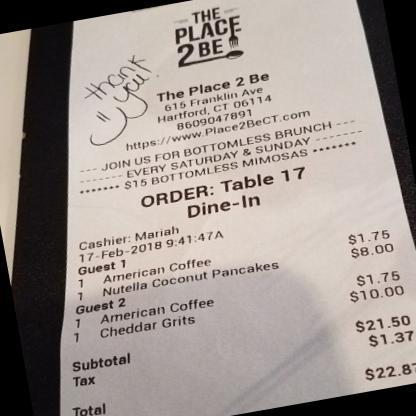 THE
PLACE
2 BE
thank
you!
The Place 2 Be
615 Franklin Ave
Hartford, CT 06114
8609047891
https://www.Place2BeCT.com
--- JOIN US FOR BOTTOMLESS BRUNCH ---
------- EVERY SATURDAY & SUNDAY -------
******* $15 BOTTOMLESS MIMOSAS *******
ORDER: Table 17
Dine-In
Cashier: Mariah
17-Feb-2018 9:41:47A
Guest 1
1 American Coffee $1.75
1 Nutella Coconut Pancakes $8.00
Guest 2
1 American Coffee $1.75
1 Cheddar Grits $10.00
Subtotal $21.50
Tax $1.37
Total $22.87